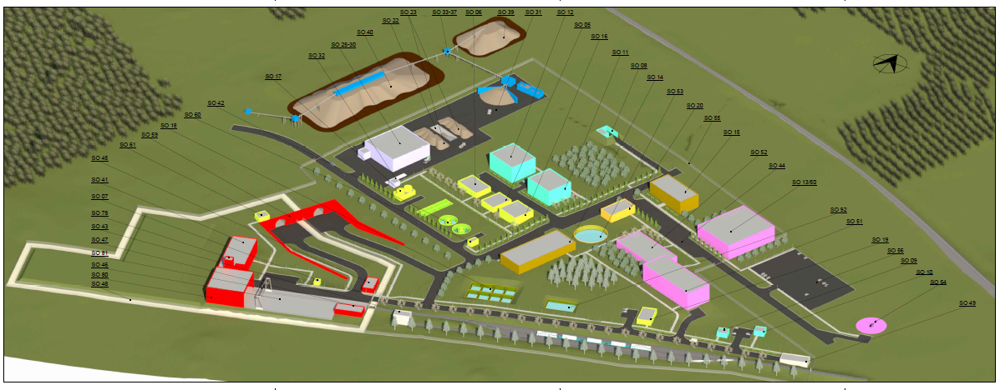 SO 23
SO 33-37
SO 06
SO 39
SO 31
SO 12
SO 22
SO 05
SO 40
SO 16
SO 25-30
SO 11
SO 32
SO 08
SO 17
SO 14
SO 53
SO 42
SO 20
SO 60
SO 55
SO 18
SO 15
SO 59
SO 61
SO 52
SO 45
SO 44
SO 41
SO 13/50
SO 07
SO 92
SO 78
SO 51
SO 43
SO 47
SO 19
SO 81
SO 56
SO 46
SO 09
SO 80
SO 10
SO 48
SO 54
SO 49